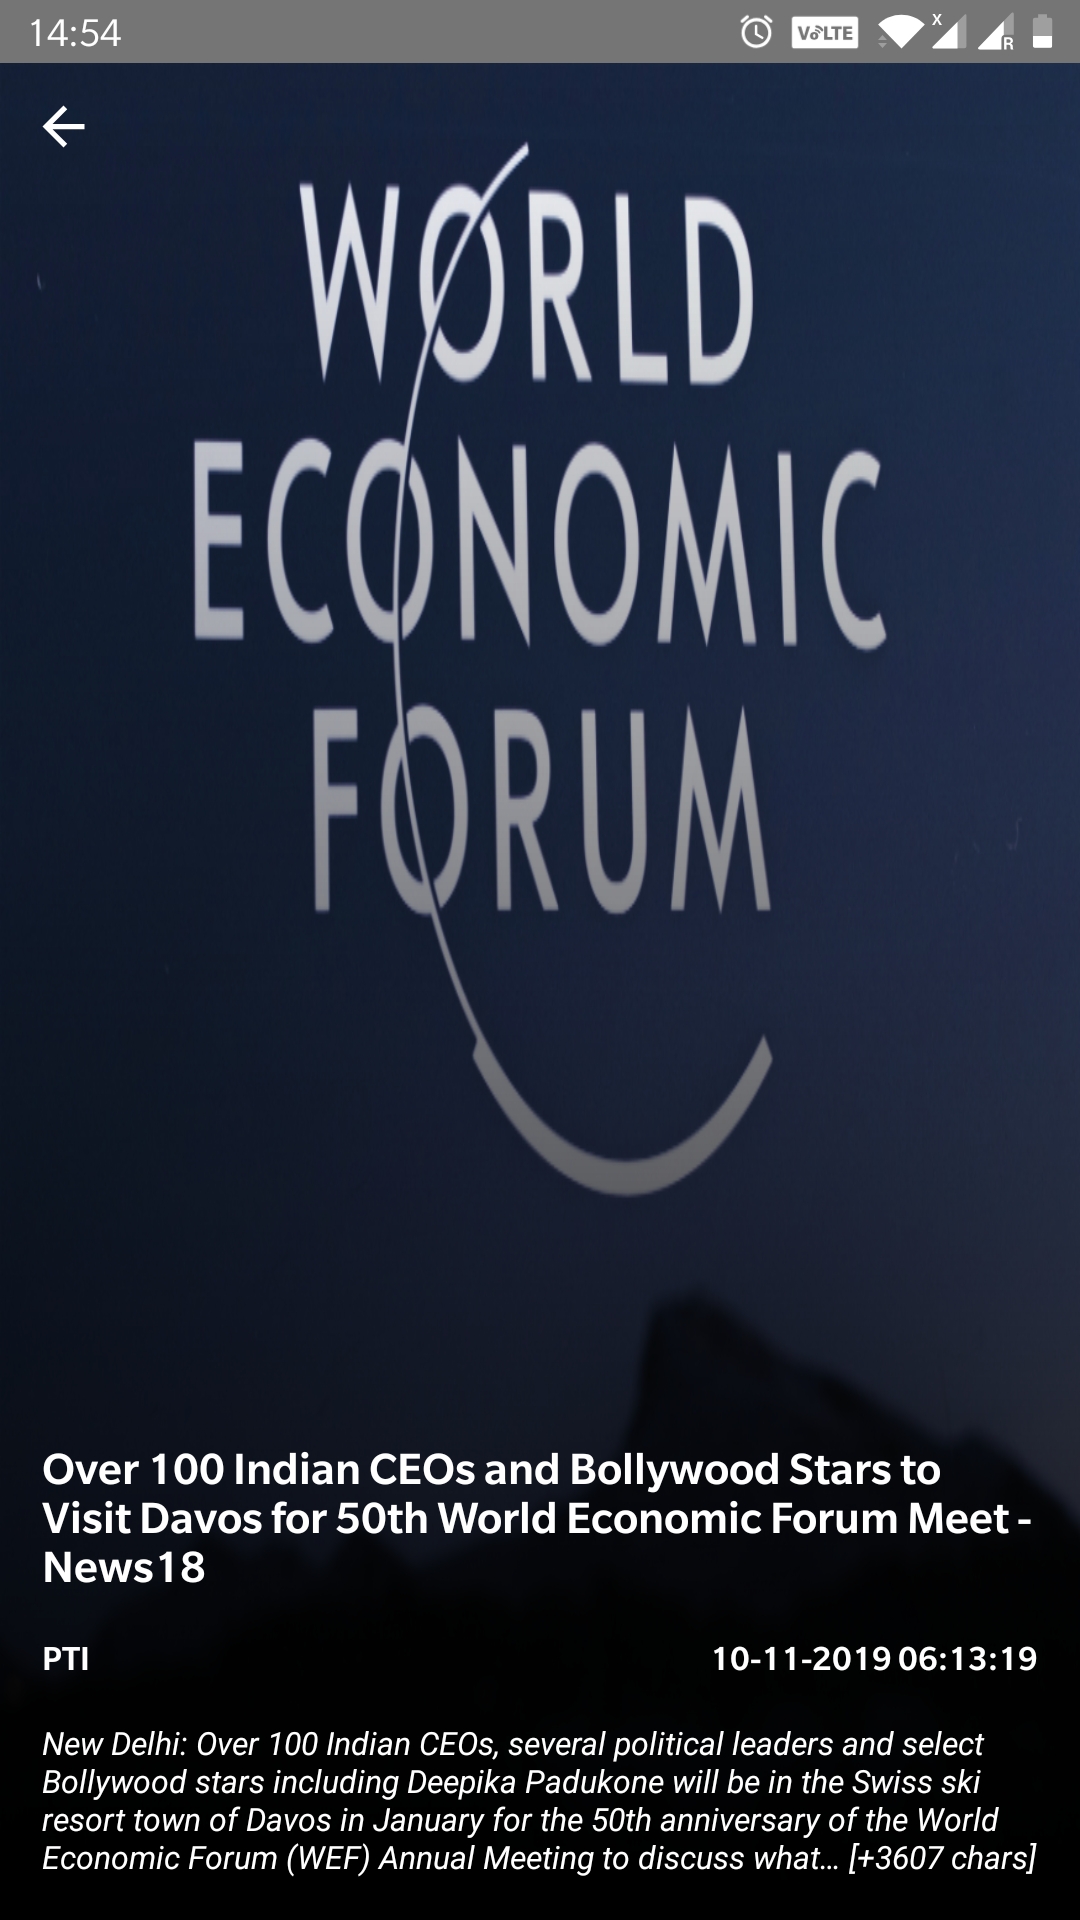 14:54
VoLTE
X
R
WORLD
ECONOMIC
FORUM
Over 100 Indian CEOs and Bollywood Stars to
Visit Davos for 50th World Economic Forum Meet -
News18
PTI
10-11-2019 06:13:19
New Delhi: Over 100 Indian CEOs, several political leaders and select
Bollywood stars including Deepika Padukone will be in the Swiss ski
resort town of Davos in January for the 50th anniversary of the World
Economic Forum (WEF) Annual Meeting to discuss what… [+3607 chars]